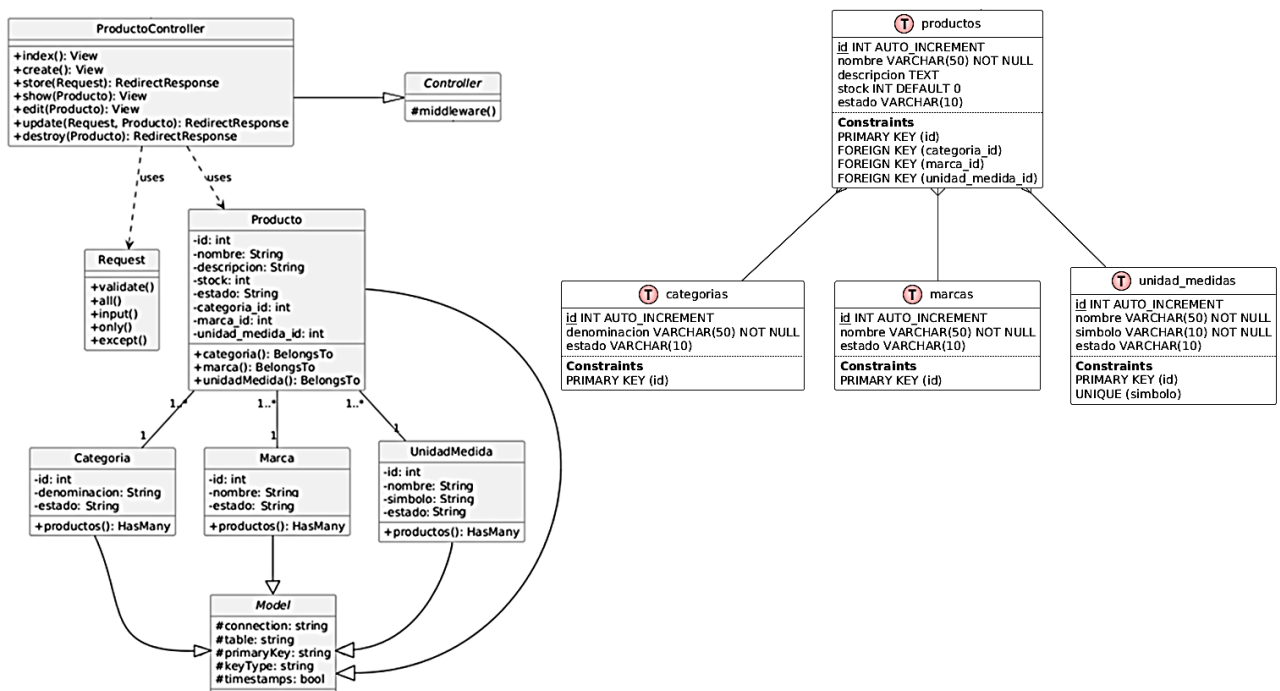 ProductoController
+index(): View
+create(): View
+store(Request): RedirectResponse
+show(Producto): View
+edit(Producto): View
+update(Request, Producto): RedirectResponse
+destroy(Producto): RedirectResponse
Controller
#middleware()
uses
uses
Request
+validate()
+all()
+input()
+only()
+except()
Producto
-id: int
-nombre: String
-descripcion: String
-stock: int
-estado: String
-categoria_id: int
-marca_id: int
-unidad_medida_id: int
+categoria(): BelongsTo
+marca(): BelongsTo
+unidadMedida(): BelongsTo
1..*
1..*
1..*
1
1
1
Categoria
-id: int
-denominacion: String
-estado: String
+productos(): HasMany
Marca
-id: int
-nombre: String
-estado: String
+productos(): HasMany
UnidadMedida
-id: int
-nombre: String
-simbolo: String
-estado: String
+productos(): HasMany
Model
#connection: string
#table: string
#primaryKey: string
#keyType: string
#timestamps: bool
T productos
id INT AUTO_INCREMENT
nombre VARCHAR(50) NOT NULL
descripcion TEXT
stock INT DEFAULT 0
estado VARCHAR(10)
Constraints
PRIMARY KEY (id)
FOREIGN KEY (categoria_id)
FOREIGN KEY (marca_id)
FOREIGN KEY (unidad_medida_id)
T categorias
id INT AUTO_INCREMENT
denominacion VARCHAR(50) NOT NULL
estado VARCHAR(10)
Constraints
PRIMARY KEY (id)
T marcas
id INT AUTO_INCREMENT
nombre VARCHAR(50) NOT NULL
estado VARCHAR(10)
Constraints
PRIMARY KEY (id)
T unidad_medidas
id INT AUTO_INCREMENT
nombre VARCHAR(50) NOT NULL
simbolo VARCHAR(10) NOT NULL
estado VARCHAR(10)
Constraints
PRIMARY KEY (id)
UNIQUE (simbolo)